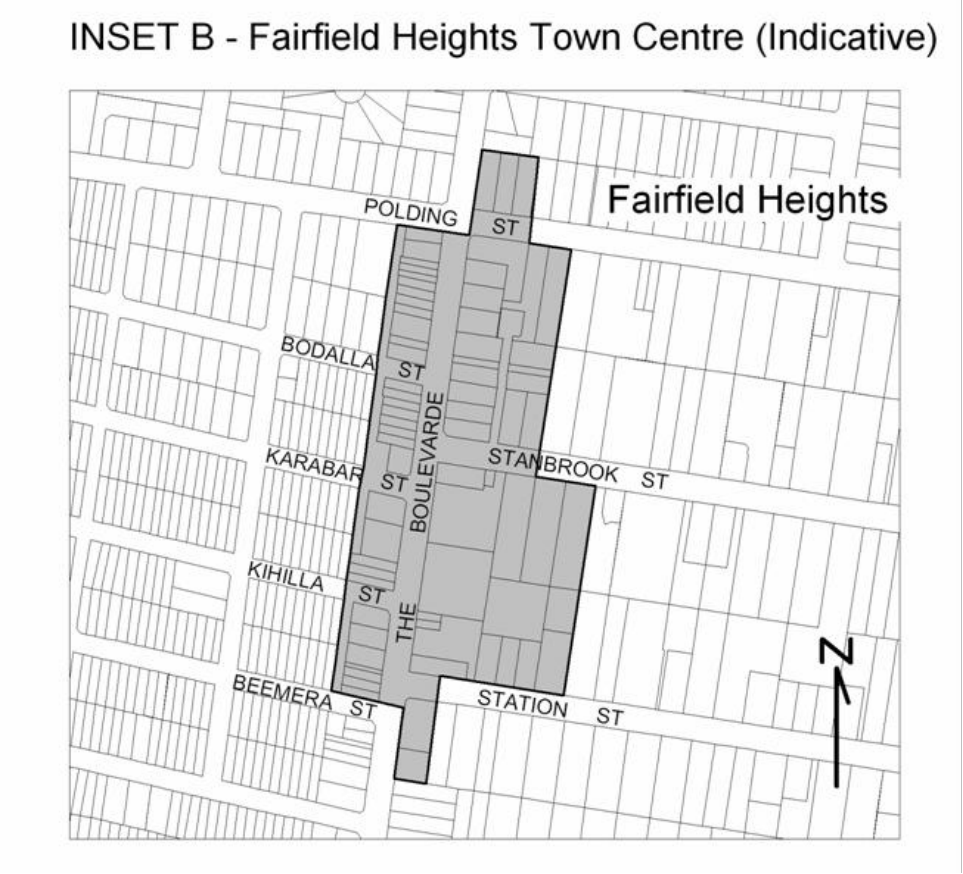 INSET B - Fairfield Heights Town Centre (Indicative)
Fairfield Heights
POLDING ST
BODALLA ST
THE BOULEVARDE
STANBROOK ST
KARABAR ST
KIHILLA ST
BEEMERA ST
STATION ST
N